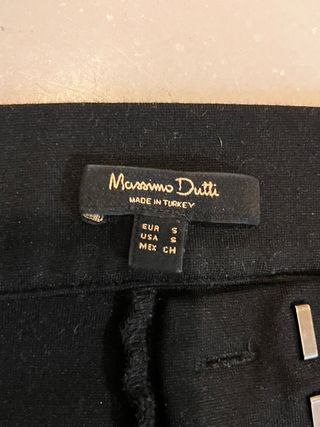 Massimo Dutti
MADE IN TURKEY
EUR S
USA S
MEX CH